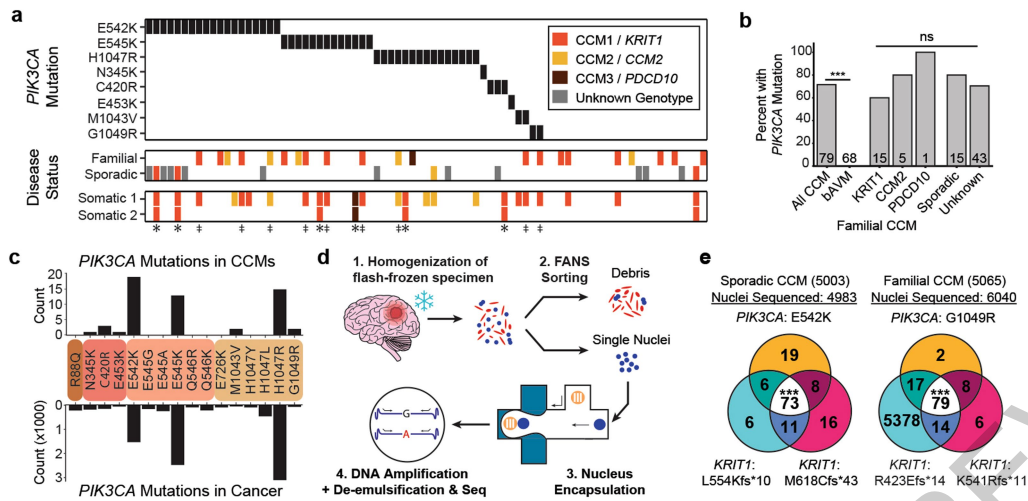 a
PIK3CA
Mutation
E542K
E545K
H1047R
N345K
C420R
E453K
M1043V
G1049R
CCM1 / KRIT1
CCM2 / CCM2
CCM3 / PDCD10
Unknown Genotype
Disease
Status
Familial
Sporadic
Somatic 1
Somatic 2
* * ‡ ‡ ‡ * ‡ * ‡ ‡ * * ‡ ‡
b
Percent with
PIK3CA Mutation
100
80
60
40
20
0
***
ns
79 68 15 5 1 15 43
All CCM
bAVM
KRIT1
CCM2
PDCD10
Sporadic
Unknown
Familial CCM
c
PIK3CA Mutations in CCMs
Count
20
15
10
5
0
R88Q
N345K
C420R
E453K
E542K
E545G
E545A
E545K
Q546R
Q546K
E726K
M1043V
H1047Y
H1047L
H1047R
G1049R
Count (x1000)
0
1
2
3
PIK3CA Mutations in Cancer
d
1. Homogenization of
flash-frozen specimen
2. FANS
Sorting
Debris
Single Nuclei
G
A
4. DNA Amplification
+ De-emulsification & Seq
3. Nucleus
Encapsulation
e
Sporadic CCM (5003)
Nuclei Sequenced: 4983
PIK3CA: E542K
19
6
8
***
73
6
11
16
KRIT1:
L554Kfs*10
KRIT1:
M618Cfs*43
Familial CCM (5065)
Nuclei Sequenced: 6040
PIK3CA: G1049R
2
17
8
***
79
5378
14
6
KRIT1:
R423Efs*14
KRIT1:
K541Rfs*11